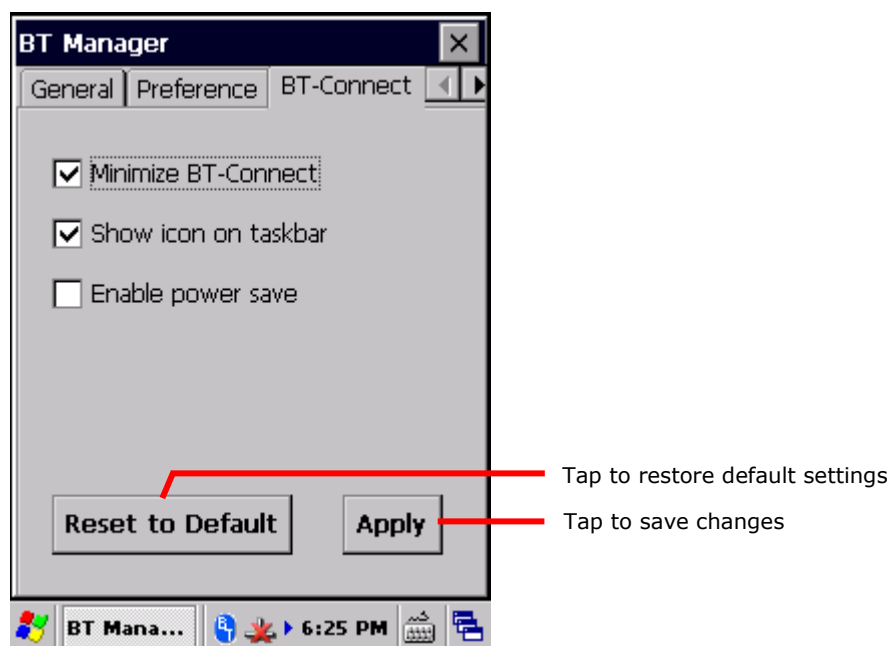 BT Manager
General Preference BT-Connect
Minimize BT-Connect
Show icon on taskbar
Enable power save
Tap to restore default settings
Reset to Default Apply Tap to save changes
BT Mana... 6:25 PM